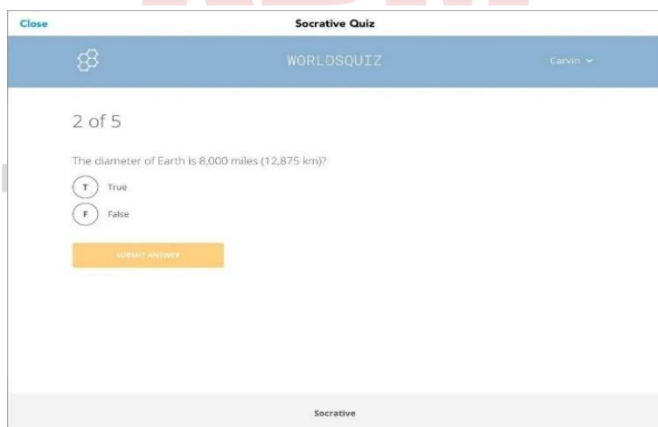 Close Socrative Quiz
WORLDSQUIZ Carvin
2 of 5
The diameter of Earth is 8,000 miles (12,875 km)?
T True
F False
SUBMIT ANSWER
Socrative